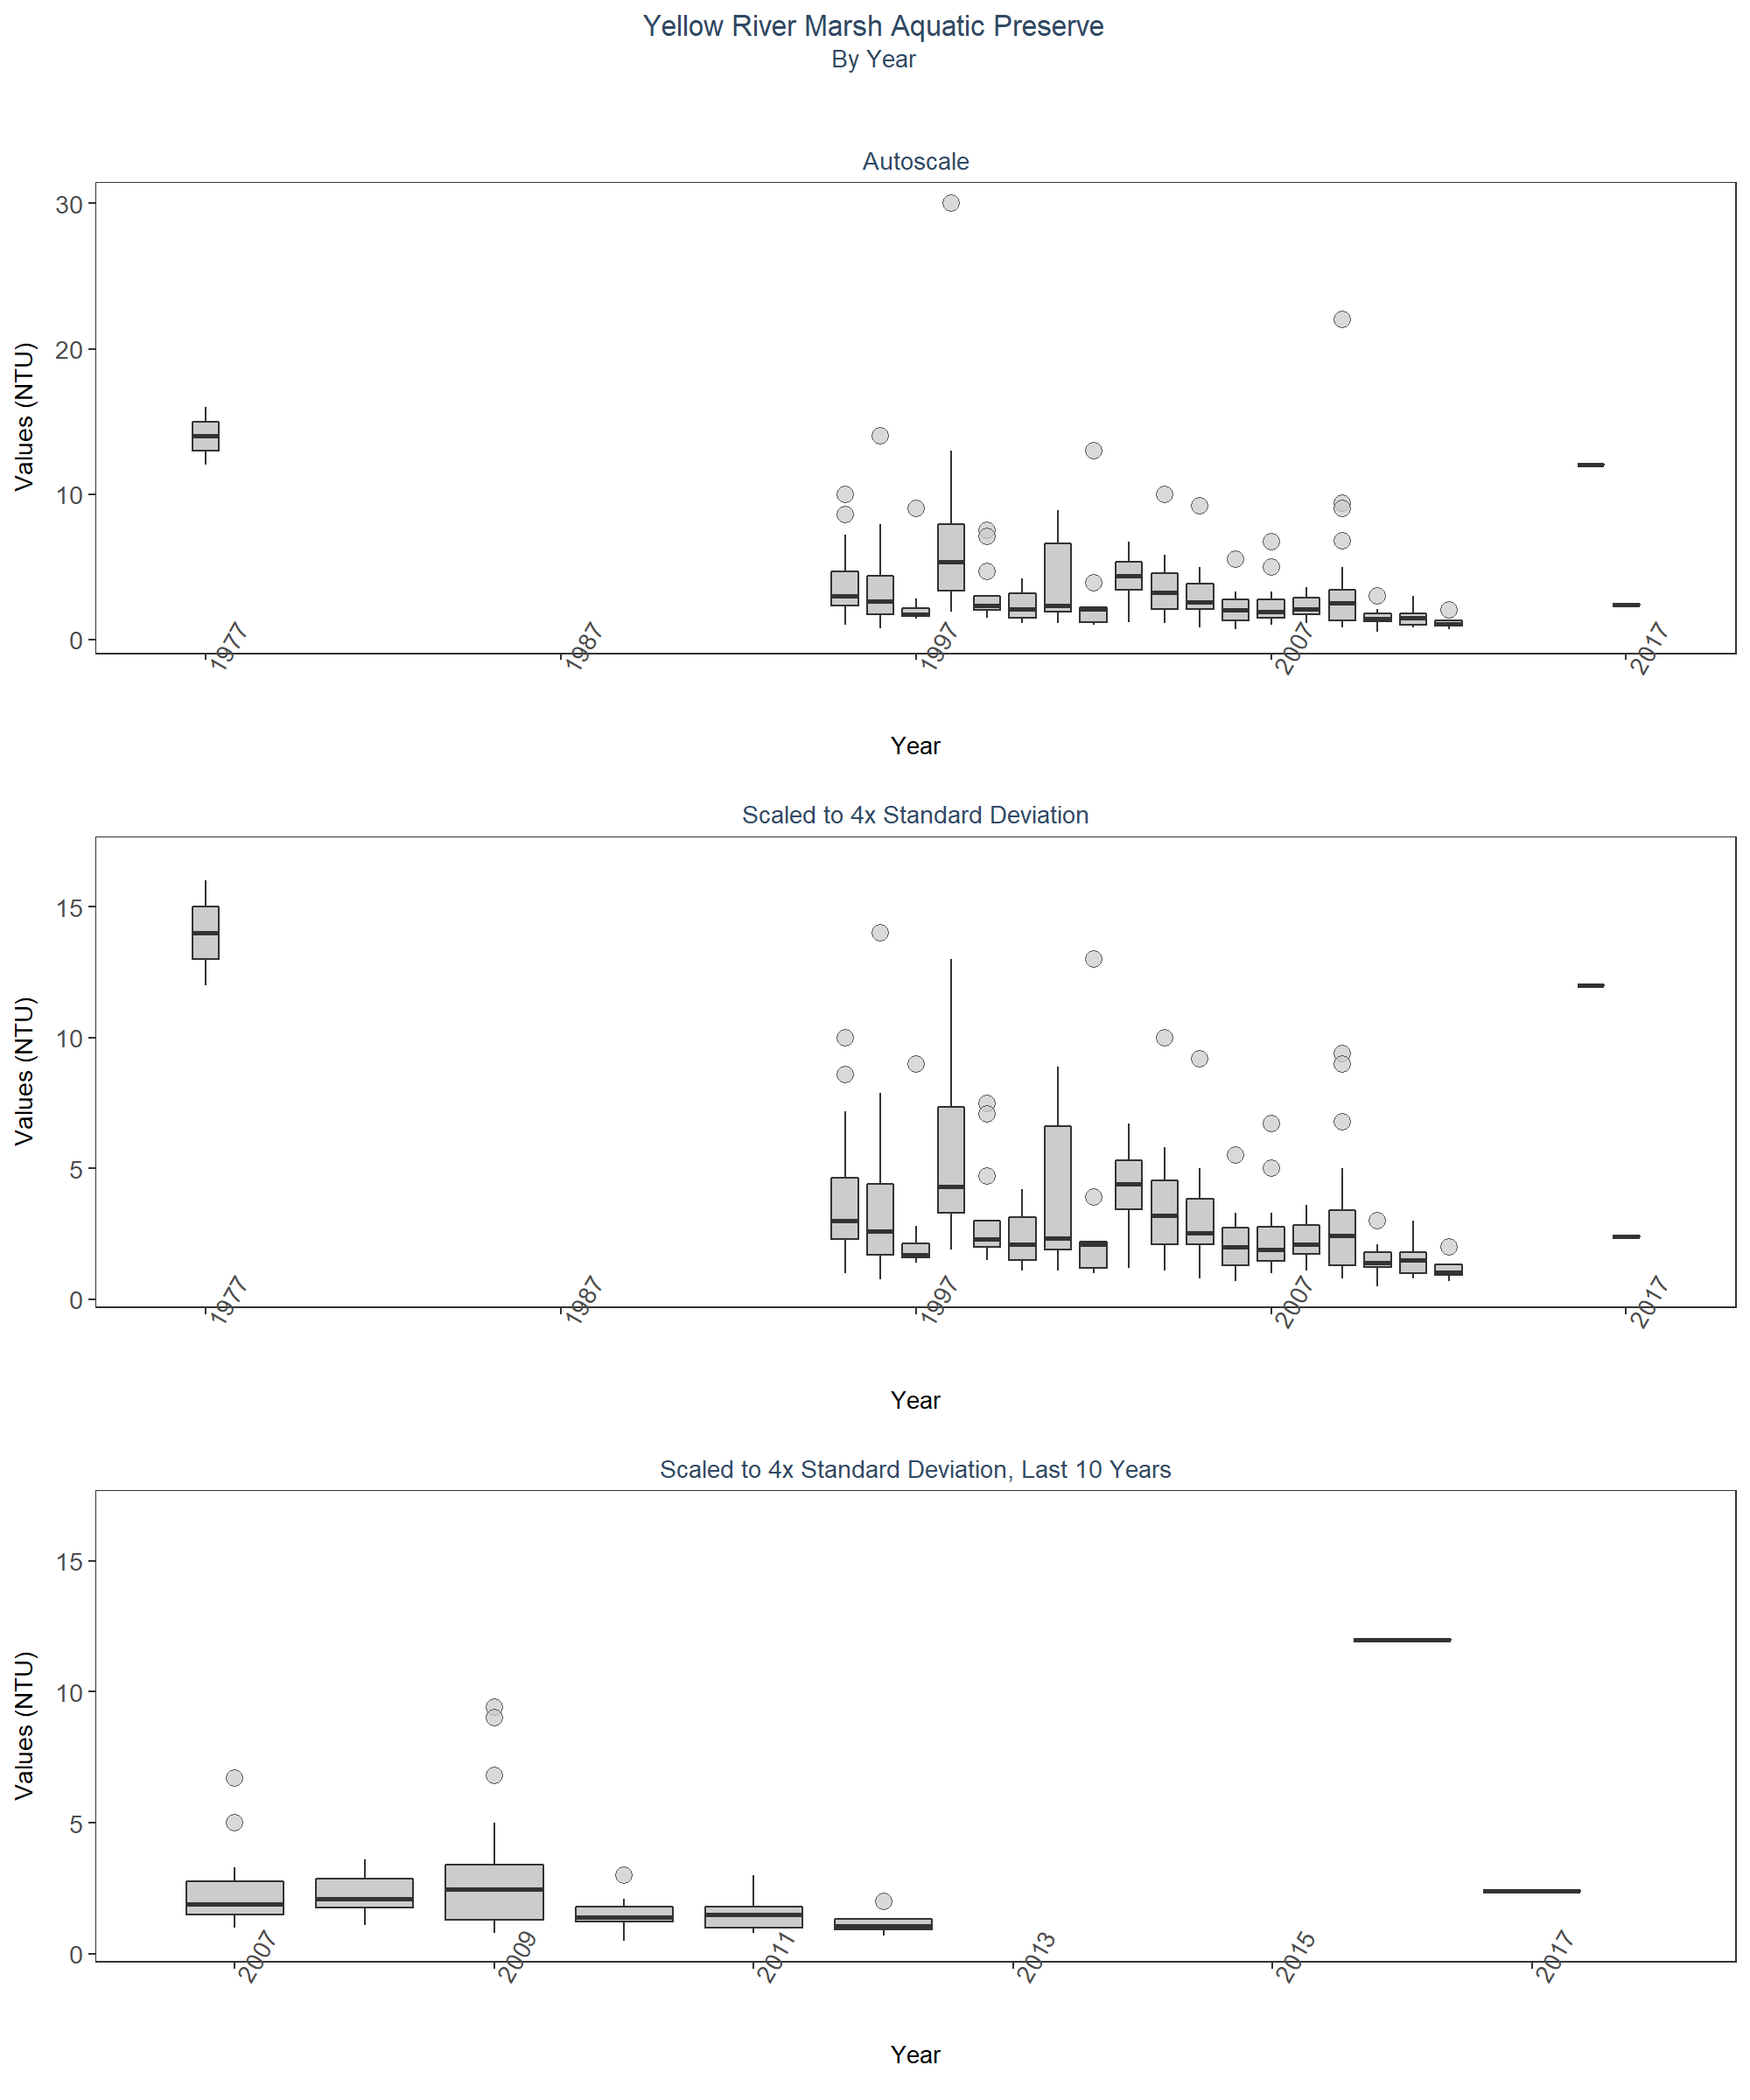 Yellow River Marsh Aquatic Preserve
By Year
Autoscale
Values (NTU)
30
20
10
0
1977
1987
1997
2007
2017
Year
Scaled to 4x Standard Deviation
Values (NTU)
15
10
5
0
1977
1987
1997
2007
2017
Year
Scaled to 4x Standard Deviation, Last 10 Years
Values (NTU)
15
10
5
0
2007
2009
2011
2013
2015
2017
Year